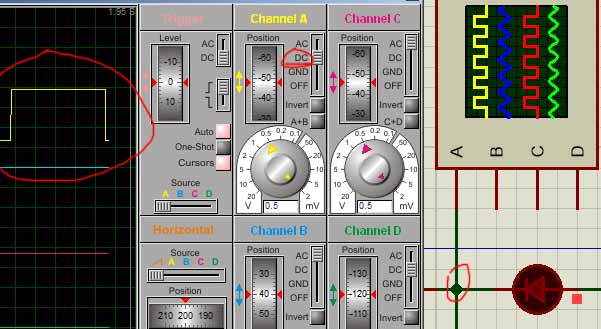 1.95 S
Trigger
Level
-10
0
10
AC
DC
Auto
One-Shot
Cursors
Source
A B C D
Horizontal
Source
A B C D
Position
210 200 190
Channel A
Position
-60
-50
-40
AC
DC
GND
OFF
Invert
A+B
V 0.5 mV
Channel C
Position
-60
-50
-40
-30
AC
DC
GND
OFF
Invert
C+D
V 0.5 mV
Channel B
Position
30
40
50
AC
DC
GND
OFF
Invert
Channel D
Position
-130
-120
-110
AC
DC
GND
OFF
Invert
A
B
C
D